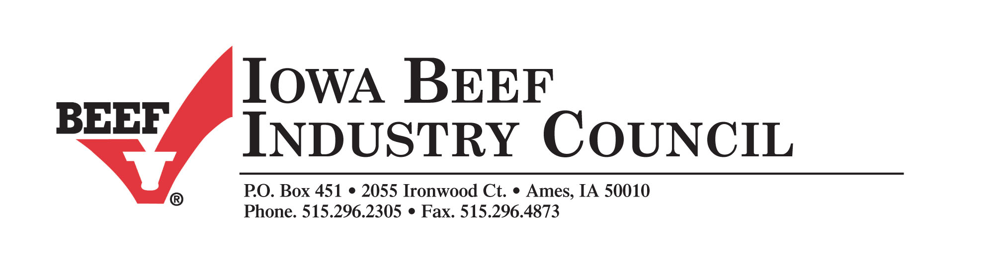 BEEF
®
IOWA BEEF
INDUSTRY COUNCIL
P.O. Box 451 • 2055 Ironwood Ct. • Ames, IA 50010
Phone. 515.296.2305 • Fax. 515.296.4873